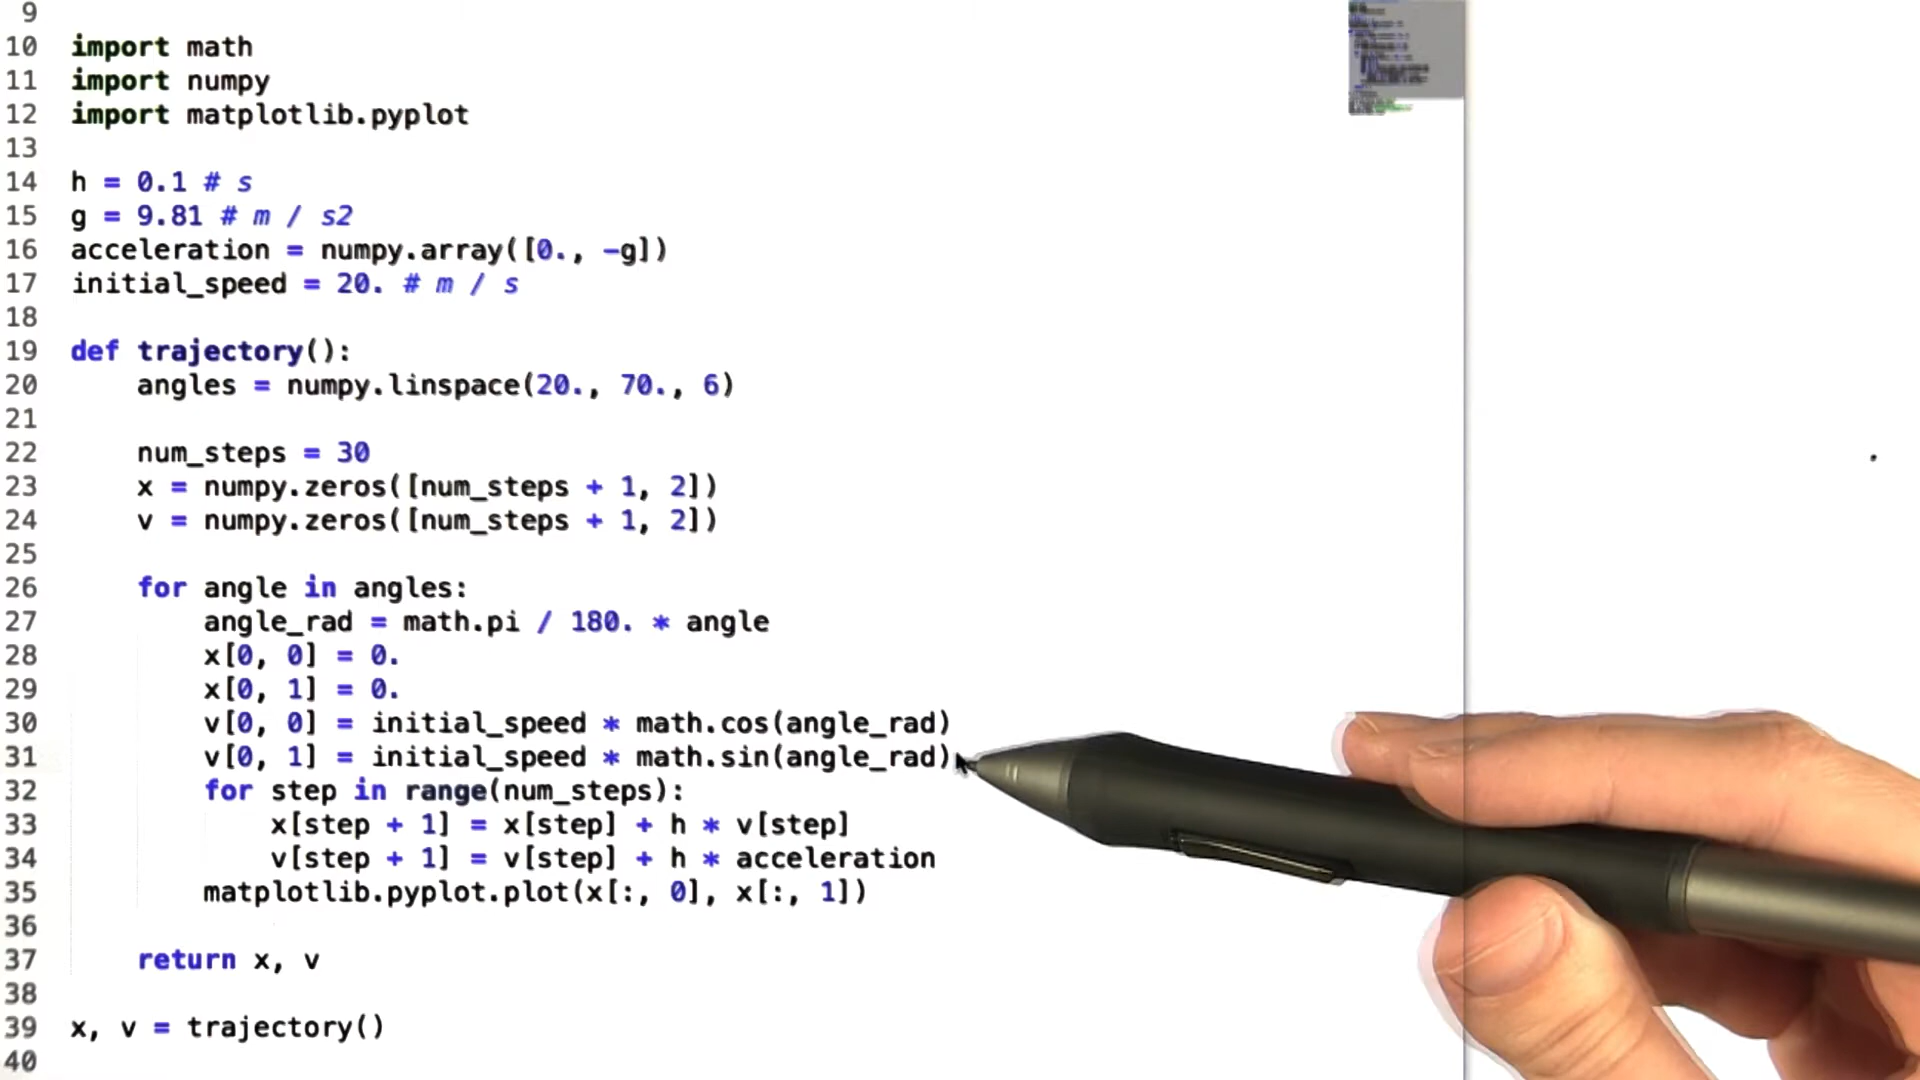 9
10 import math
11 import numpy
12 import matplotlib.pyplot
13
14 h = 0.1 # s
15 g = 9.81 # m / s2
16 acceleration = numpy.array([0., -g])
17 initial_speed = 20. # m / s
18
19 def trajectory():
20     angles = numpy.linspace(20., 70., 6)
21
22     num_steps = 30
23     x = numpy.zeros([num_steps + 1, 2])
24     v = numpy.zeros([num_steps + 1, 2])
25
26     for angle in angles:
27         angle_rad = math.pi / 180. * angle
28         x[0, 0] = 0.
29         x[0, 1] = 0.
30         v[0, 0] = initial_speed * math.cos(angle_rad)
31         v[0, 1] = initial_speed * math.sin(angle_rad)
32         for step in range(num_steps):
33             x[step + 1] = x[step] + h * v[step]
34             v[step + 1] = v[step] + h * acceleration
35         matplotlib.pyplot.plot(x[:, 0], x[:, 1])
36
37     return x, v
38
39 x, v = trajectory()
40